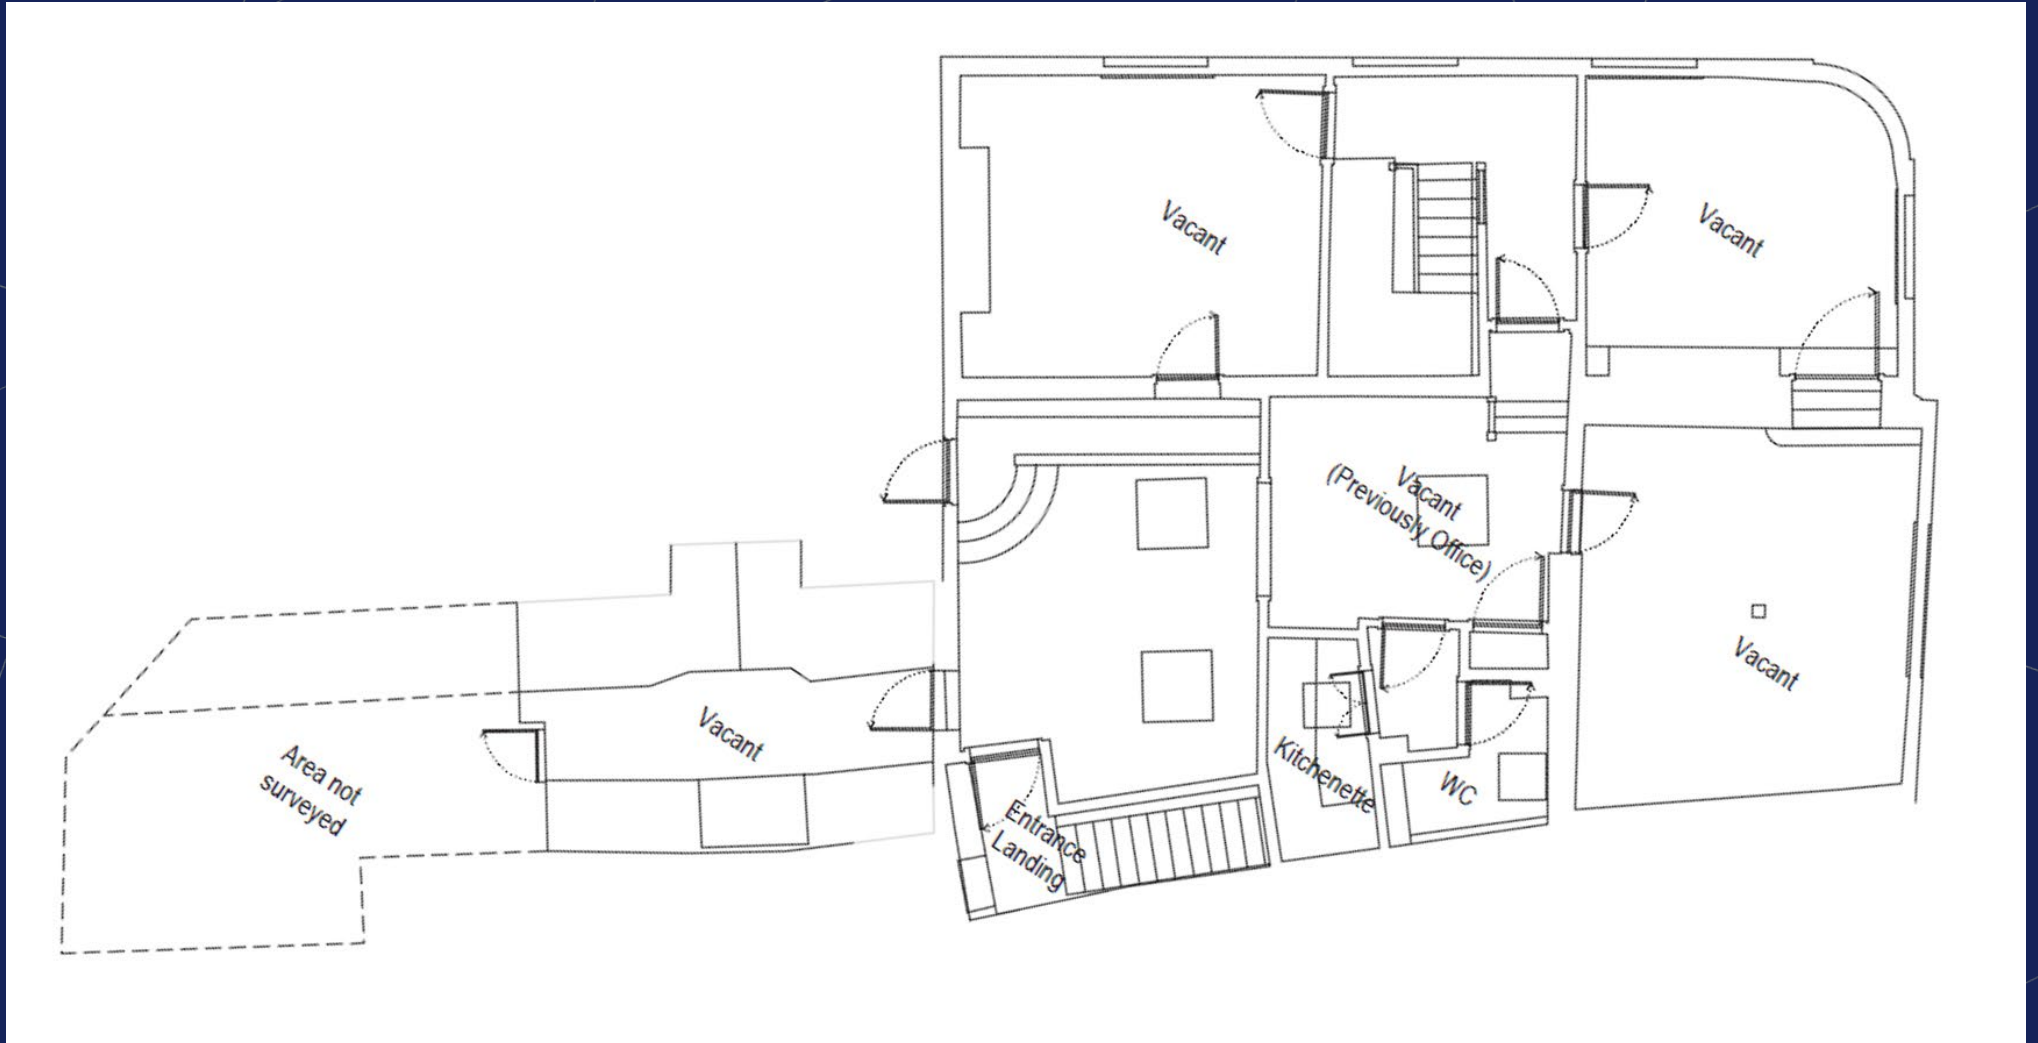 Vacant
Vacant
Vacant
(Previously Office)
Vacant
Vacant
Area not
surveyed
Kitchenette
WC
Entrance
Landing